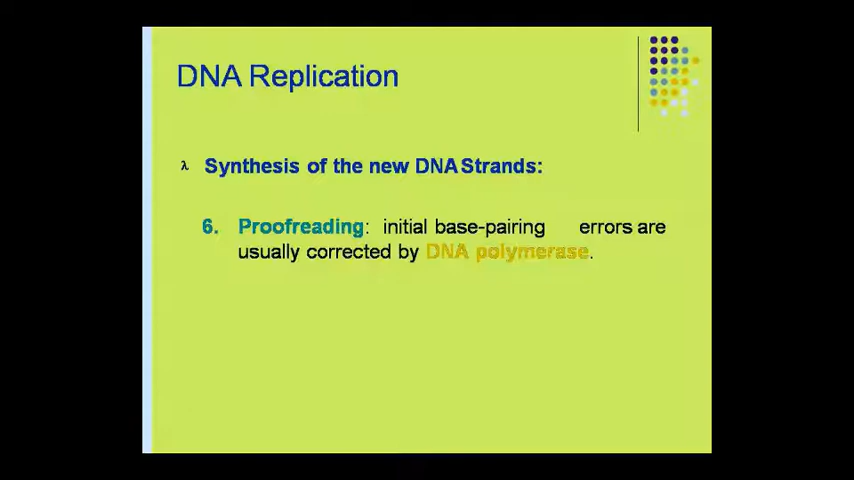 DNA Replication
λ Synthesis of the new DNA Strands:
6. Proofreading: initial base-pairing errors are
usually corrected by DNA polymerase.